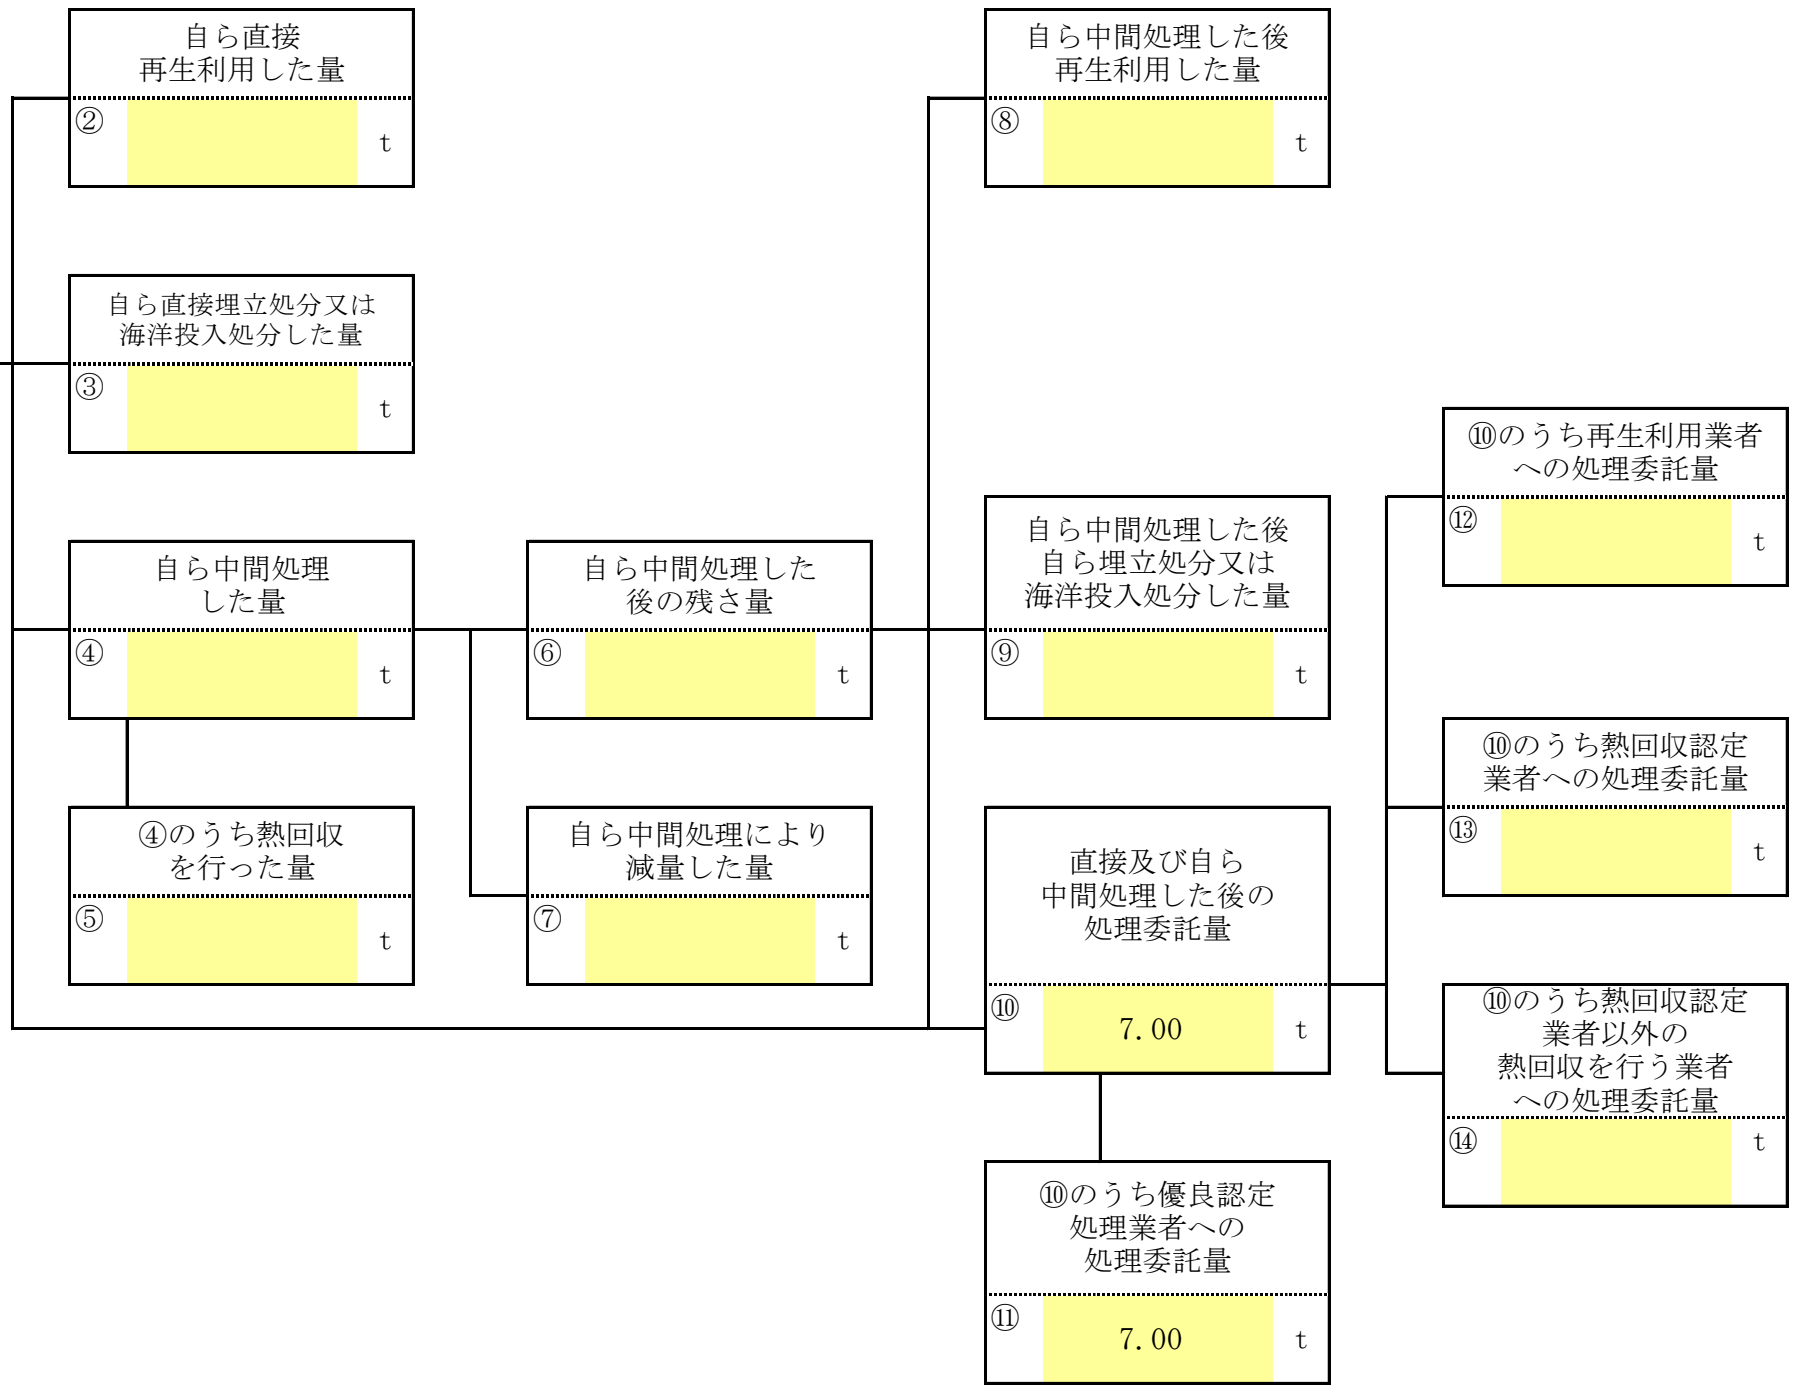 自ら直接
再生利用した量
②
t
自ら中間処理した後
再生利用した量
⑧
t
自ら直接埋立処分又は
海洋投入処分した量
③
t
⑩のうち再生利用業者
への処理委託量
⑫
t
自ら中間処理
した量
④
t
自ら中間処理した
後の残さ量
⑥
t
自ら中間処理した後
自ら埋立処分又は
海洋投入処分した量
⑨
t
⑩のうち熱回収認定
業者への処理委託量
⑬
t
④のうち熱回収
を行った量
⑤
t
自ら中間処理により
減量した量
⑦
t
直接及び自ら
中間処理した後の
処理委託量
⑩
7.00
t
⑩のうち熱回収認定
業者以外の
熱回収を行う業者
への処理委託量
⑭
t
⑩のうち優良認定
処理業者への
処理委託量
⑪
7.00
t